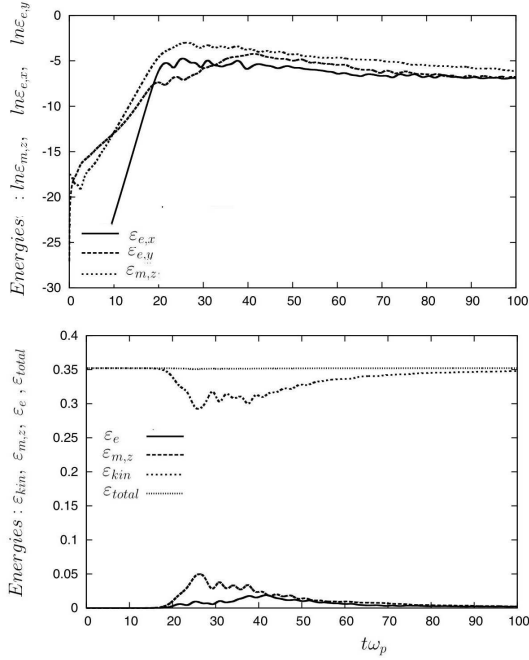 Energies : lnε_{m,z}, lnε_{e,x}, lnε_{e,y}
0
-5
-10
-15
-20
-25
-30
ε_{e,x}
ε_{e,y}
ε_{m,z}
0 10 20 30 40 50 60 70 80 90 100
Energies : ε_{kin}, ε_{m,z}, ε_e , ε_{total}
0.4
0.35
0.3
0.25
0.2
0.15
0.1
0.05
0
ε_e
ε_{m,z}
ε_{kin}
ε_{total}
0 10 20 30 40 50 60 70 80 90 100
tω_p